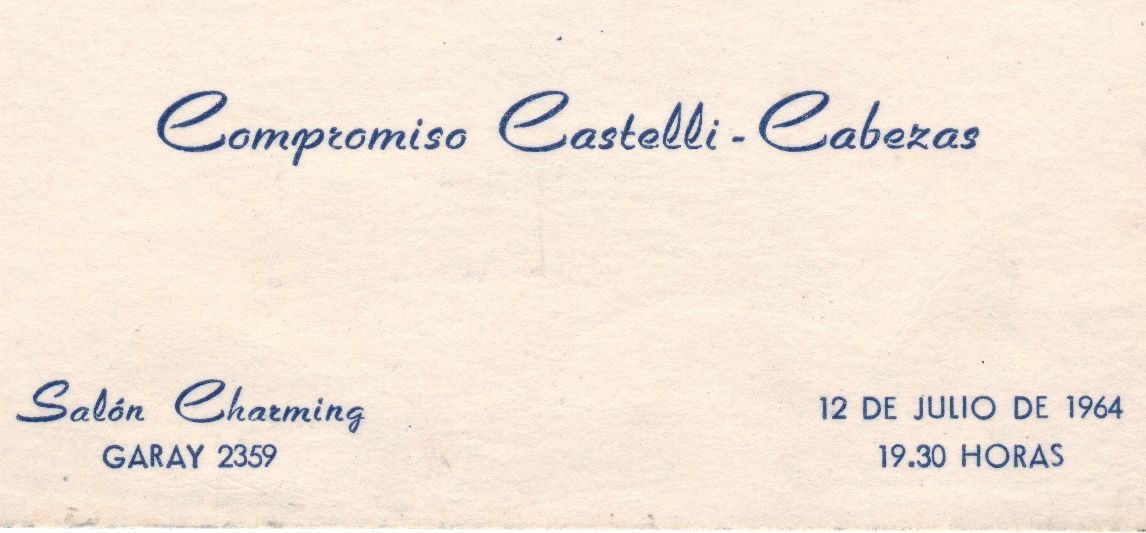 Compromiso Castelli - Cabezas
Salón Charming
GARAY 2359
12 DE JULIO DE 1964
19.30 HORAS